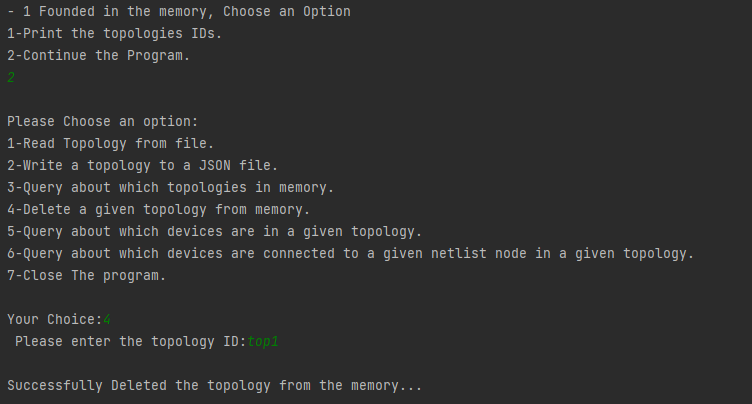 - 1 Founded in the memory, Choose an Option
1-Print the topologies IDs.
2-Continue the Program.
2
Please Choose an option:
1-Read Topology from file.
2-Write a topology to a JSON file.
3-Query about which topologies in memory.
4-Delete a given topology from memory.
5-Query about which devices are in a given topology.
6-Query about which devices are connected to a given netlist node in a given topology.
7-Close The program.
Your Choice:4
Please enter the topology ID:top1
Successfully Deleted the topology from the memory...